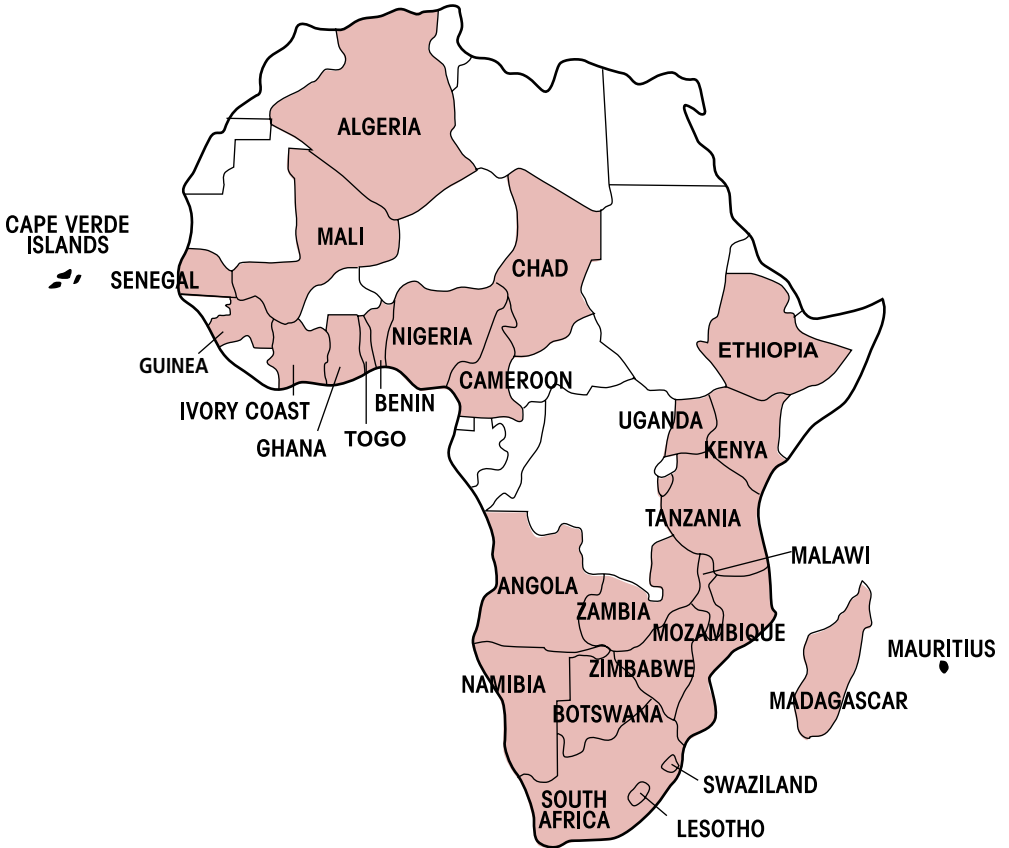 ALGERIA
CAPE VERDE
ISLANDS
MALI
SENEGAL
CHAD
NIGERIA
ETHIOPIA
GUINEA
CAMEROON
IVORY COAST
BENIN
GHANA
TOGO
UGANDA
KENYA
TANZANIA
MALAWI
ANGOLA
ZAMBIA
MOZAMBIQUE
MAURITIUS
ZIMBABWE
NAMIBIA
MADAGASCAR
BOTSWANA
SWAZILAND
SOUTH
AFRICA
LESOTHO